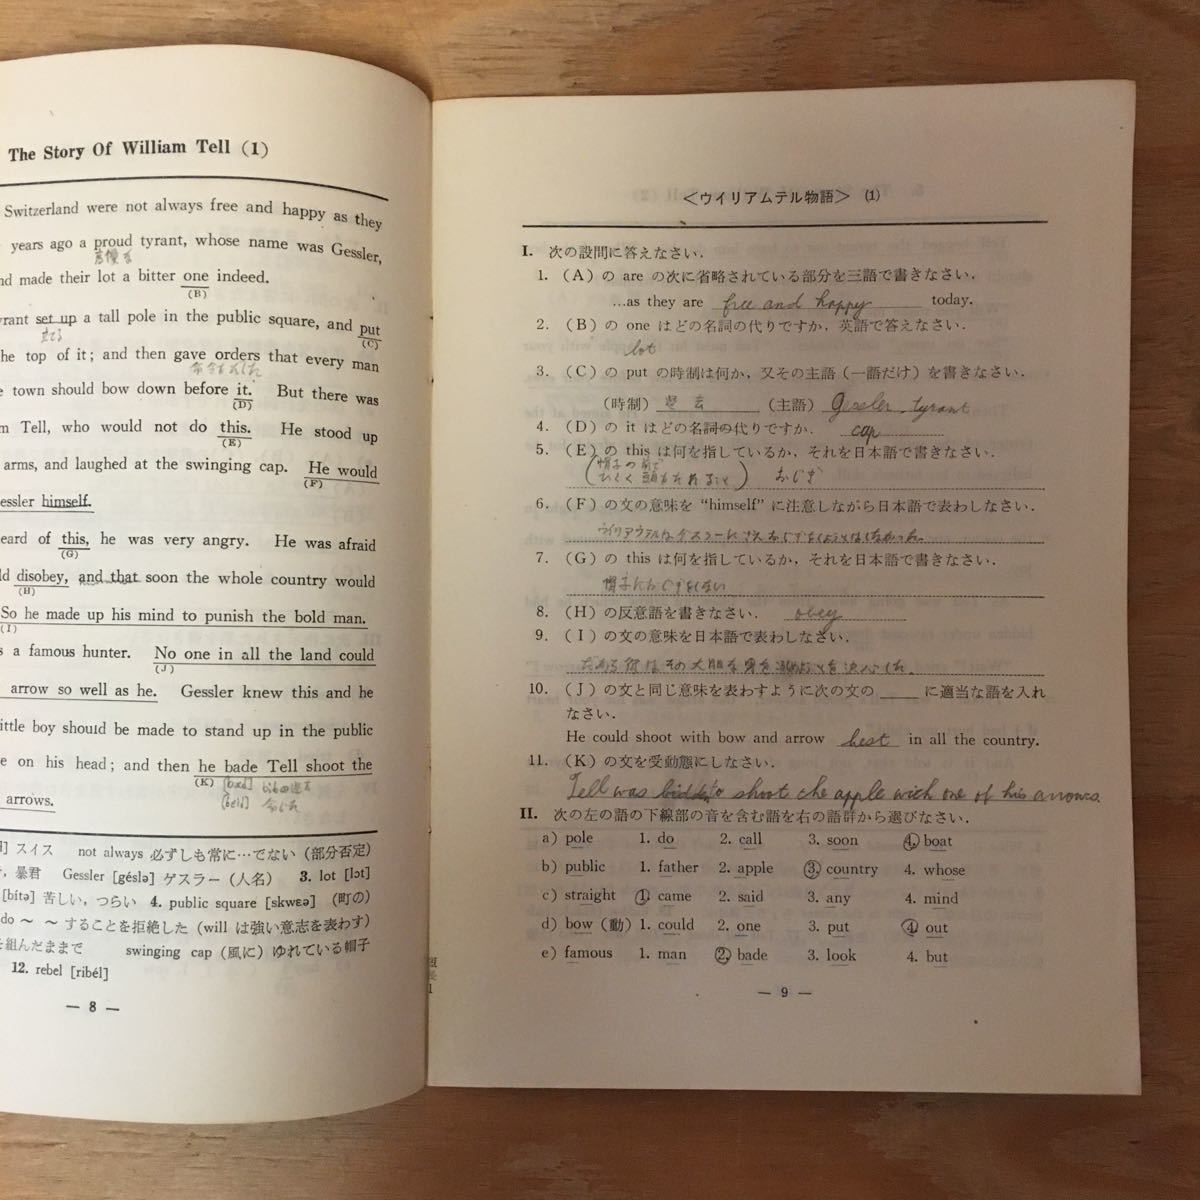 The Story Of William Tell (1)
Switzerland were not always free and happy as they
years ago a proud tyrant, whose name was Gessler,
made their lot a bitter one indeed.
(B)
set up a tall pole in the public square, and put
(C)
the top of it; and then gave orders that every man
town should bow down before it. But there was
(D)
Tell, who would not do this. He stood up
(E)
arms, and laughed at the swinging cap. He would
(F)
himself.
of this, he was very angry. He was afraid
(G)
disobey, and that soon the whole country would
(H)
So he made up his mind to punish the bold man.
(I)
a famous hunter. No one in all the land could
(J)
arrow so well as he. Gessler knew this and he
little boy should be made to stand up in the public
on his head; and then he bade Tell shoot the
(K)
arrows.
スイス not always 必ずしも常に…でない (部分否定)
暴君 Gessler [géslə] ゲスラー (人名) 3. lot [lɔt]
[bítə] 苦しい, つらい 4. public square [skwɛə] (町の)
do 〜 〜することを拒絶した (will は強い意志を表わす)
を組んだままで swinging cap (風に) ゆれている帽子
12. rebel [ribél]
— 8 —
<ウイリアムテル物語> (1)
I. 次の設問に答えなさい.
1. (A) の are の次に省略されている部分を三語で書きなさい.
…as they are free and happy today.
2. (B) の one はどの名詞の代りですか, 英語で答えなさい.
lot
3. (C) の put の時制は何か, 又その主語 (一語だけ) を書きなさい.
(時制) 過去 (主語) Gessler, tyrant
4. (D) の it はどの名詞の代りですか. cap
5. (E) の this は何を指しているか, それを日本語で書きなさい.
(帽子の前で おじぎ
ひくく頭をたれること)
6. (F) の文の意味を “himself” に注意しながら日本語で表わしなさい.
7. (G) の this は何を指しているか, それを日本語で書きなさい.
帽子におじぎをしない
8. (H) の反意語を書きなさい. obey
9. (I) の文の意味を日本語で表わしなさい.
10. (J) の文と同じ意味を表わすように次の文の ____ に適当な語を入れ
なさい.
He could shoot with bow and arrow best in all the country.
11. (K) の文を受動態にしなさい.
Tell was bidden to shoot the apple with one of his arrows.
II. 次の左の語の下線部の音を含む語を右の語群から選びなさい.
a) pole 1. do 2. call 3. soon 4. boat
b) public 1. father 2. apple 3. country 4. whose
c) straight 1. came 2. said 3. any 4. mind
d) bow (動) 1. could 2. one 3. put 4. out
e) famous 1. man 2. bade 3. look 4. but
— 9 —